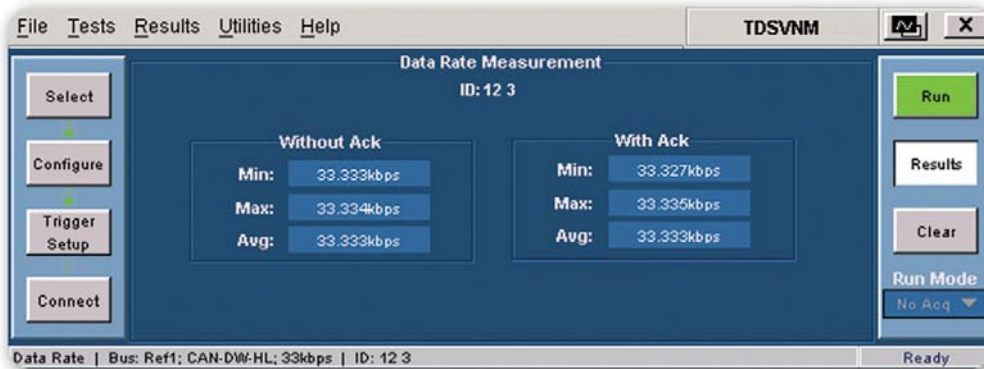 File Tests Results Utilities Help TDSVNM X
Data Rate Measurement
ID: 12 3
Select
Configure
Trigger
Setup
Connect
Without Ack
Min: 33.333kbps
Max: 33.334kbps
Avg: 33.333kbps
With Ack
Min: 33.327kbps
Max: 33.335kbps
Avg: 33.333kbps
Run
Results
Clear
Run Mode
No Acq
Data Rate | Bus: Ref1; CAN-DW-HL; 33kbps | ID: 12 3 Ready